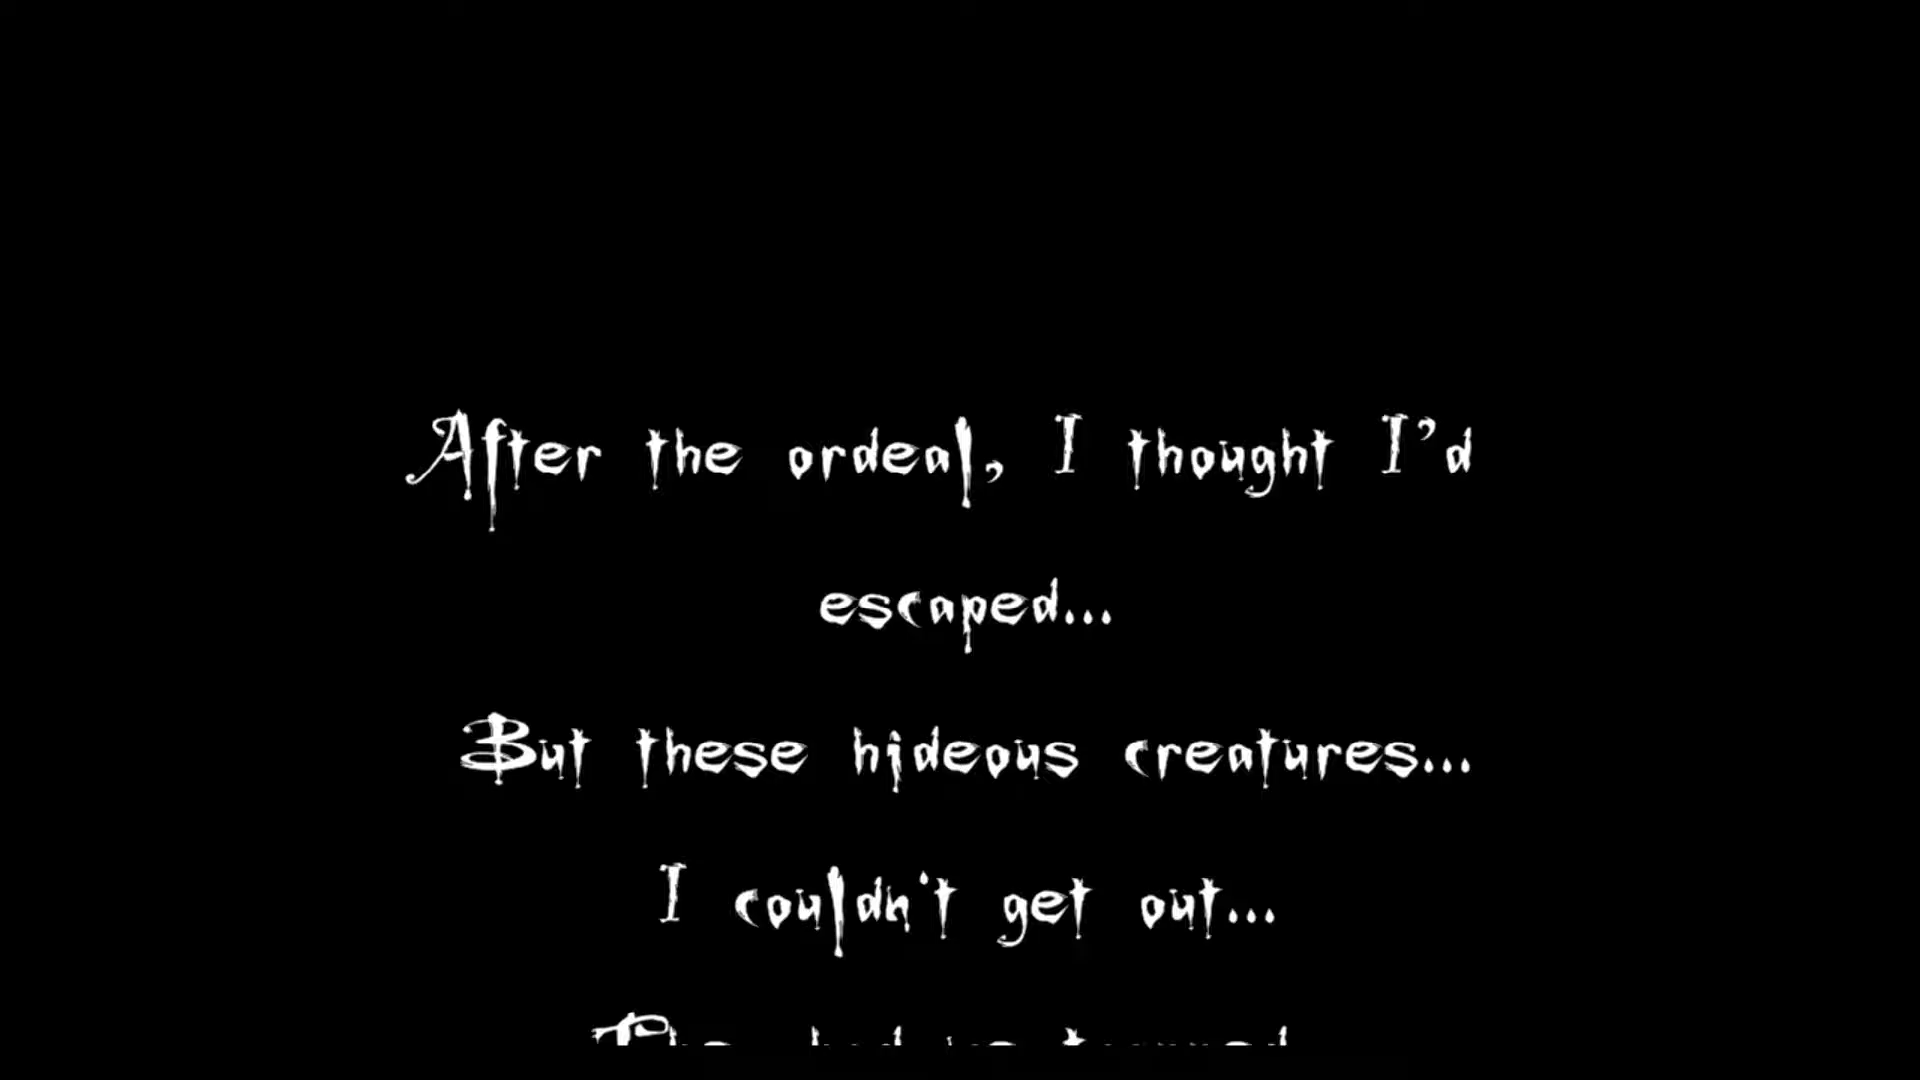 After the ordeal, I thought I'd
escaped...
But these hideous creatures...
I couldn't get out...